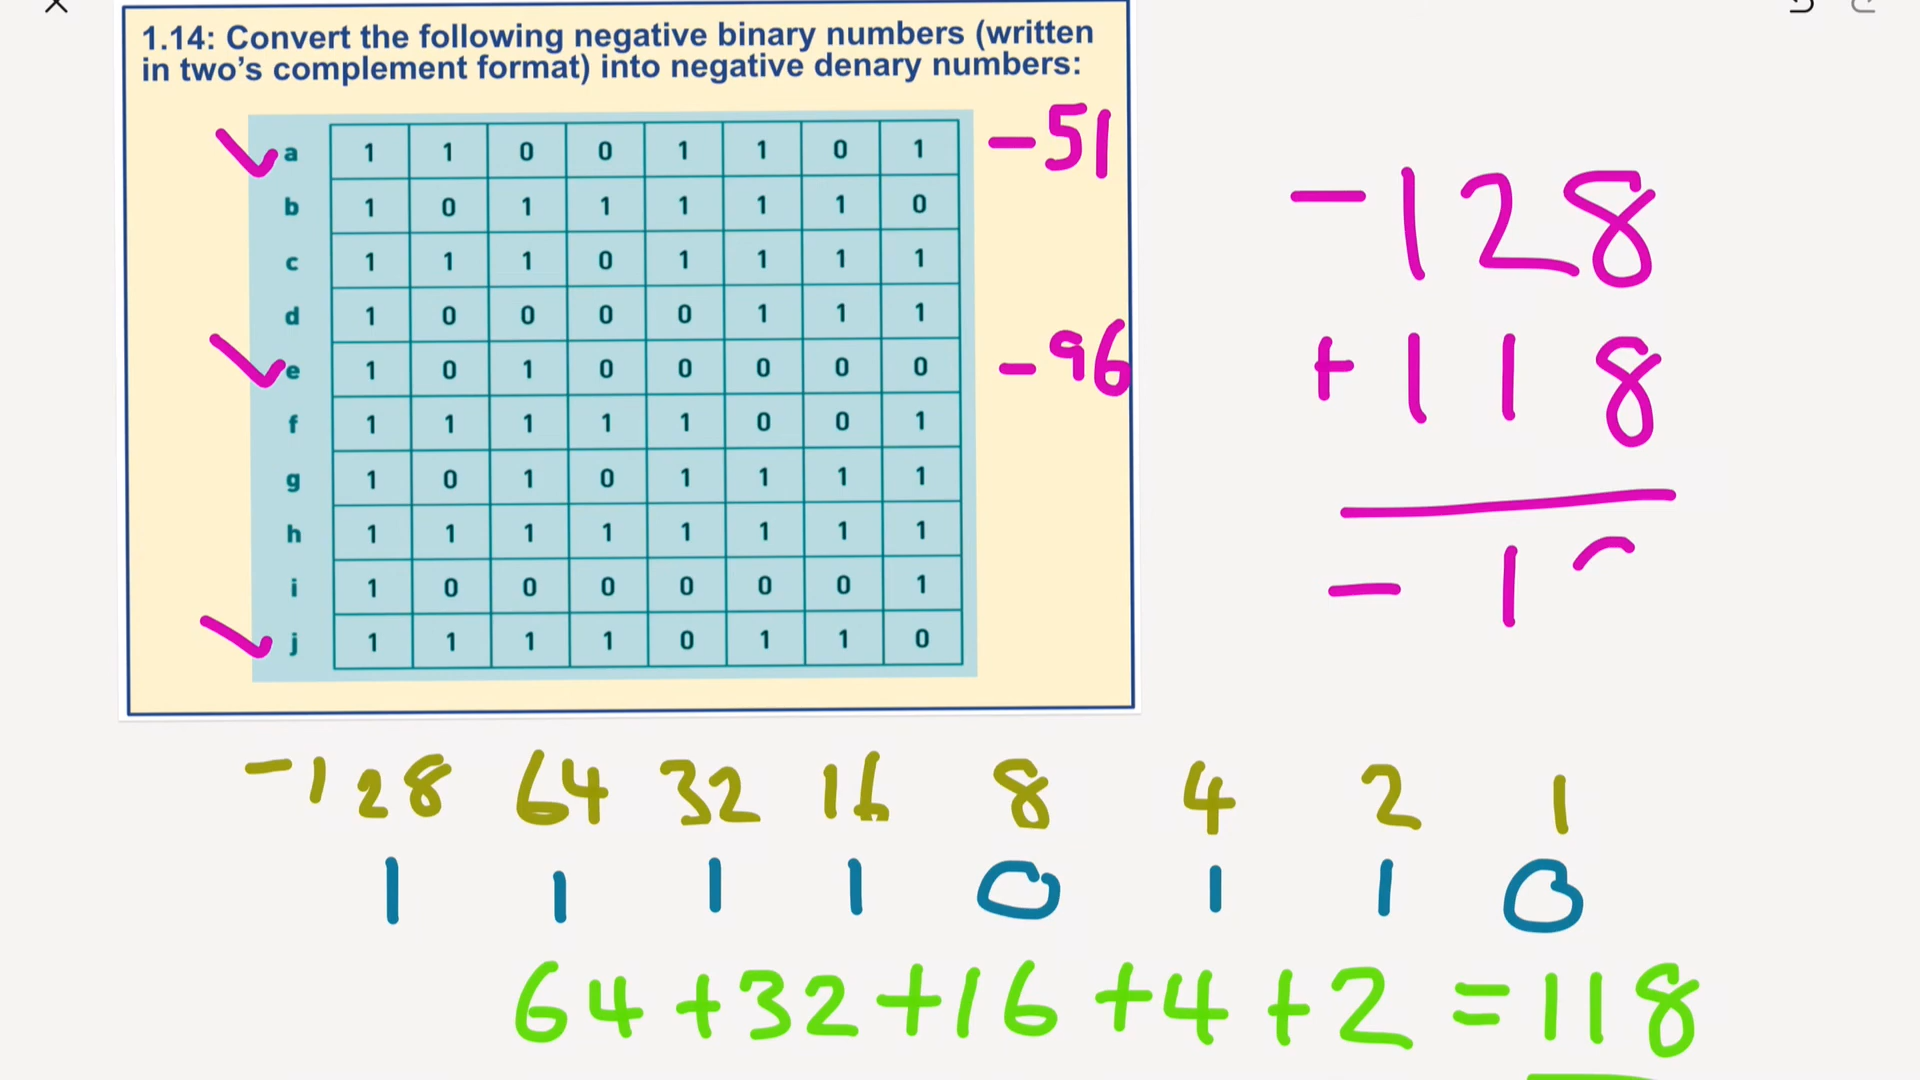 1.14: Convert the following negative binary numbers (written
in two's complement format) into negative denary numbers:
a 1 1 0 0 1 1 0 1 -51
b 1 0 1 1 1 1 1 0
c 1 1 1 0 1 1 1 1
d 1 0 0 0 0 1 1 1
e 1 0 1 0 0 0 0 0 -96
f 1 1 1 1 1 0 0 1
g 1 0 1 0 1 1 1 1
h 1 1 1 1 1 1 1 1
i 1 0 0 0 0 0 0 1
j 1 1 1 1 0 1 1 0
-128
+118
-1
-128 64 32 16 8 4 2 1
1 1 1 1 0 1 1 0
64+32+16+4+2=118